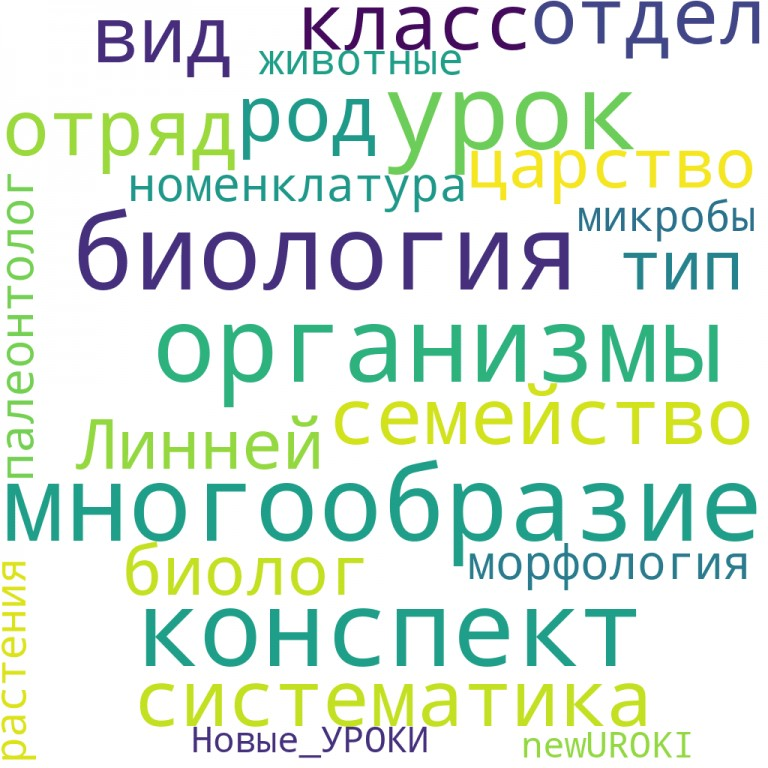 класс
отдел
вид
животные
отряд
род
урок
царство
номенклатура
палеонтолог
микробы
биология
тип
организмы
семейство
Линней
многообразие
биолог
морфология
растения
конспект
систематика
Новые_УРОКИ
newUROKI